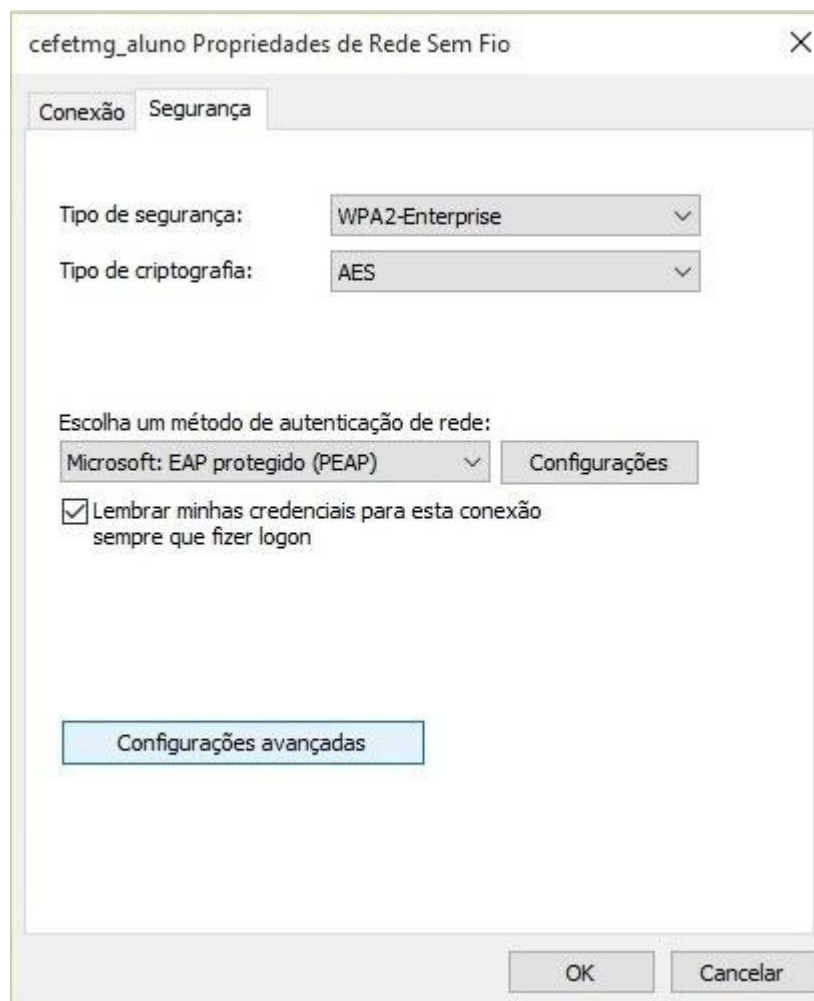 cefetmg_aluno Propriedades de Rede Sem Fio
Conexão Segurança
Tipo de segurança: WPA2-Enterprise
Tipo de criptografia: AES
Escolha um método de autenticação de rede:
Microsoft: EAP protegido (PEAP) Configurações
Lembrar minhas credenciais para esta conexão
sempre que fizer logon
Configurações avançadas
OK Cancelar